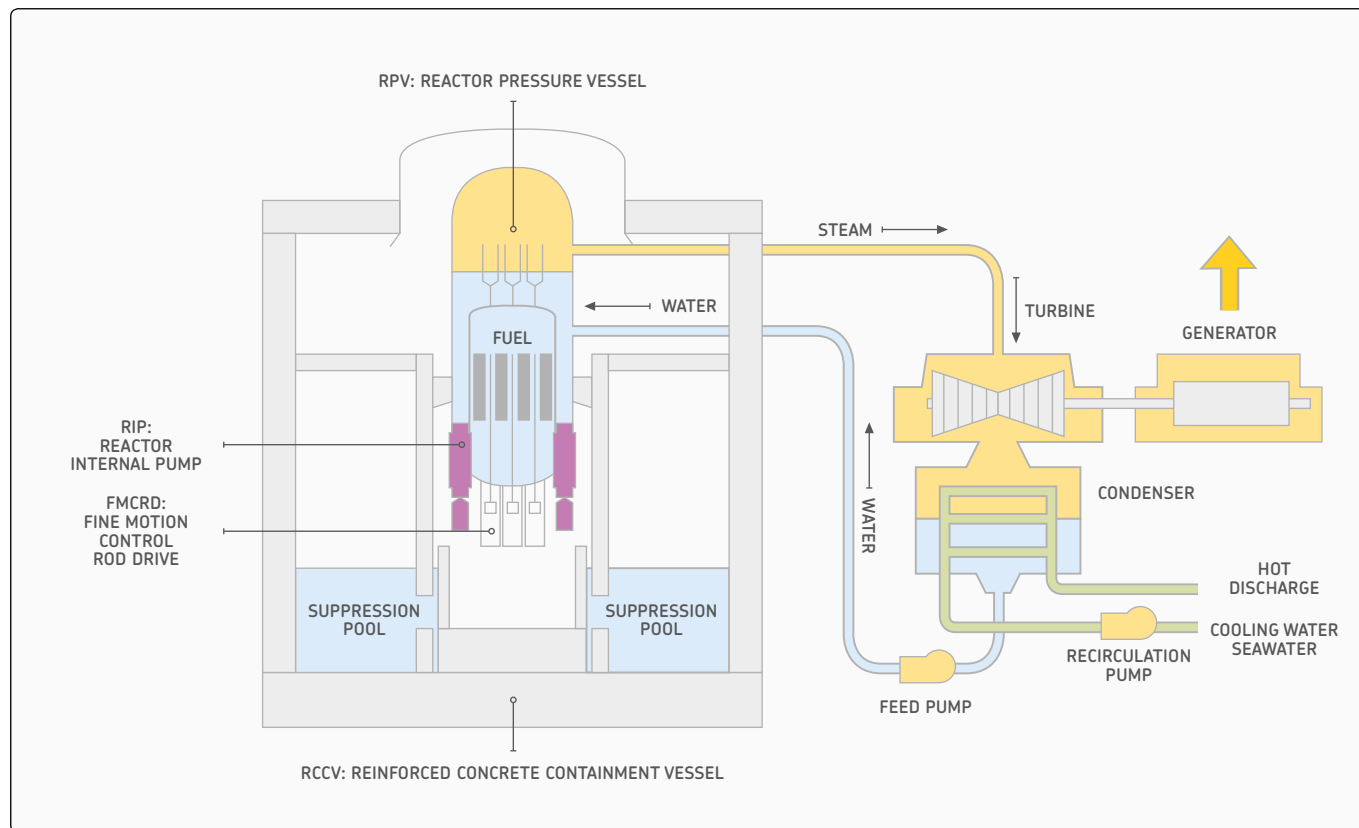 RPV: REACTOR PRESSURE VESSEL
STEAM
WATER
TURBINE
GENERATOR
FUEL
RIP:
REACTOR
INTERNAL PUMP
FMCRD:
FINE MOTION
CONTROL
ROD DRIVE
WATER
CONDENSER
HOT
DISCHARGE
SUPPRESSION
POOL
SUPPRESSION
POOL
COOLING WATER
SEAWATER
RECIRCULATION
PUMP
FEED PUMP
RCCV: REINFORCED CONCRETE CONTAINMENT VESSEL